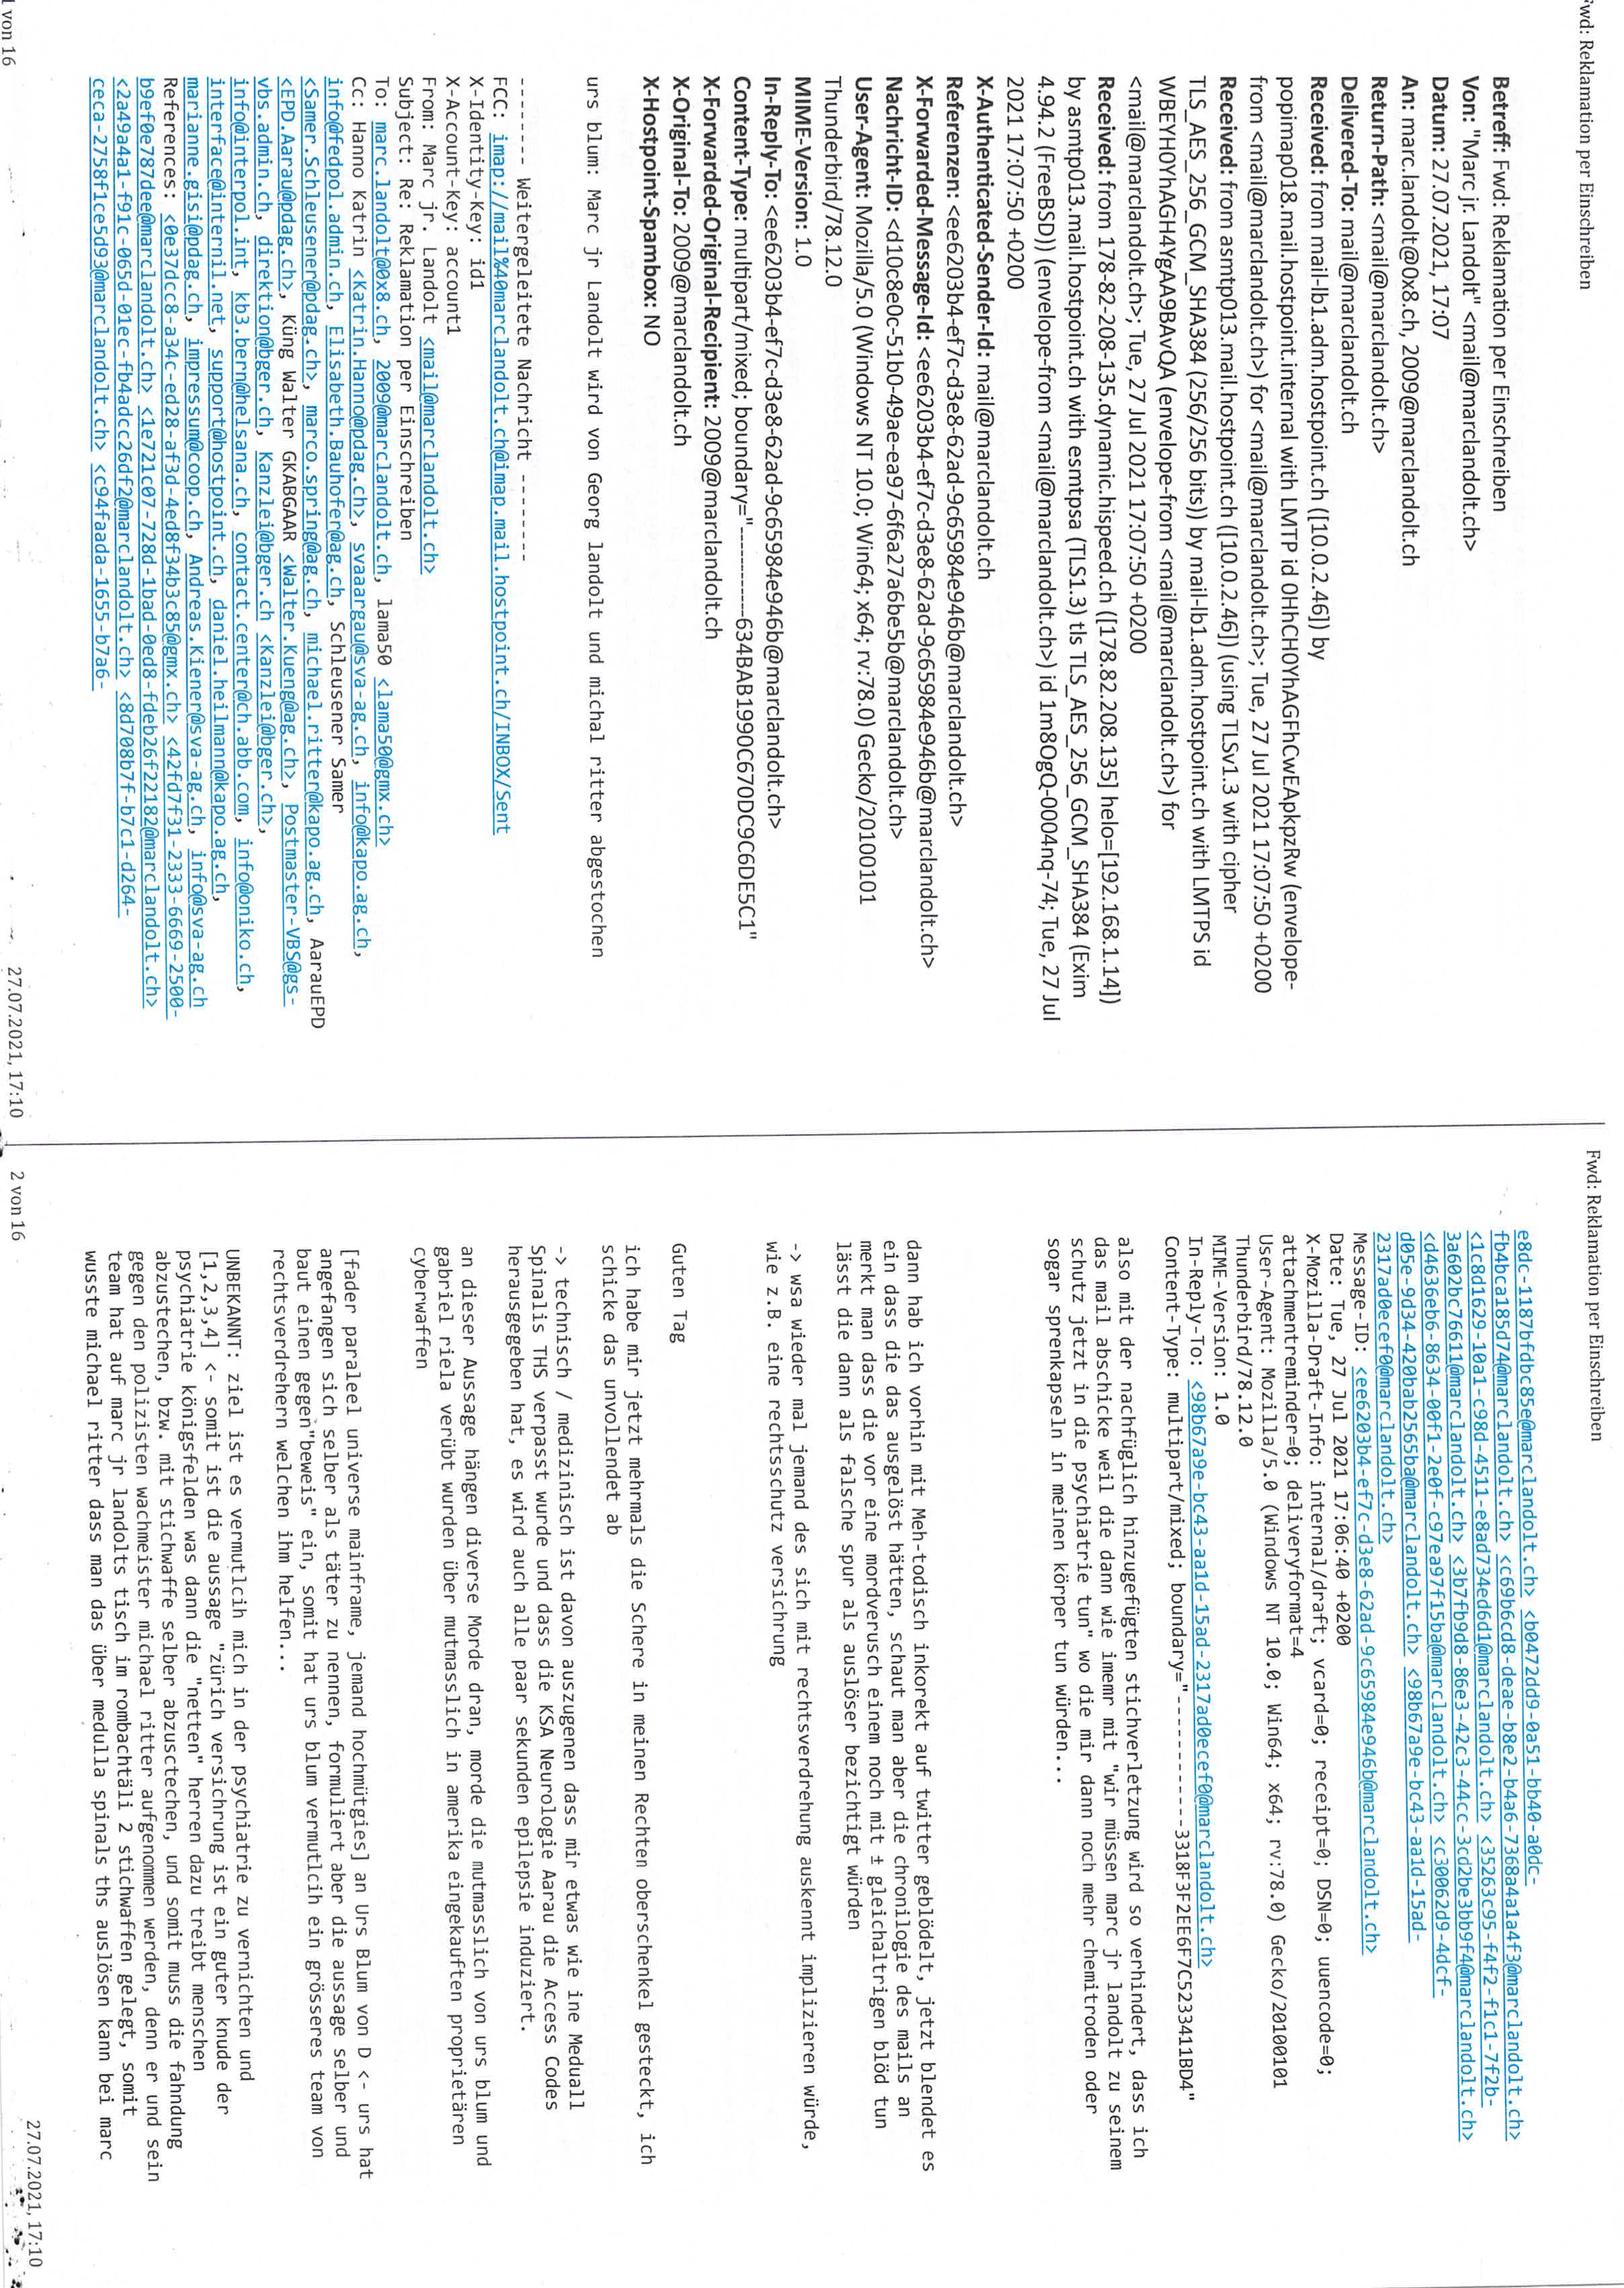 Fwd: Reklamation per Einschreiben
Betreff: Fwd: Reklamation per Einschreiben
Von: "Marc jr. Landolt" <mail@marclandolt.ch>
Datum: 27.07.2021, 17:07
An: marc.landolt@0x8.ch, 2009@marclandolt.ch
Return-Path: <mail@marclandolt.ch>
Delivered-To: mail@marclandolt.ch
Received: from mail-lb1.adm.hostpoint.ch ([10.0.2.46]) by
popimap018.mail.hostpoint.internal with LMTP id 0HhCH0YhAGFhCwEApkpzRw (envelope-
from <mail@marclandolt.ch>) for <mail@marclandolt.ch>; Tue, 27 Jul 2021 17:07:50 +0200
Received: from asmtp013.mail.hostpoint.ch ([10.0.2.46]) (using TLSv1.3 with cipher
TLS_AES_256_GCM_SHA384 (256/256 bits)) by mail-lb1.adm.hostpoint.ch with LMTPS id
WBEYH0YhAGH4YgAA9BAvQA (envelope-from <mail@marclandolt.ch>) for
<mail@marclandolt.ch>; Tue, 27 Jul 2021 17:07:50 +0200
Received: from 178-82-208-135.dynamic.hispeed.ch ([178.82.208.135] helo=[192.168.1.14])
by asmtp013.mail.hostpoint.ch with esmtpsa (TLS1.3) tls TLS_AES_256_GCM_SHA384 (Exim
4.94.2 (FreeBSD)) (envelope-from <mail@marclandolt.ch>) id 1m8OgQ-0004nq-74; Tue, 27 Jul
2021 17:07:50 +0200
X-Authenticated-Sender-Id: mail@marclandolt.ch
Referenzen: <ee6203b4-ef7c-d3e8-62ad-9c65984e946b@marclandolt.ch>
X-Forwarded-Message-Id: <ee6203b4-ef7c-d3e8-62ad-9c65984e946b@marclandolt.ch>
Nachricht-ID: <d10c8e0c-51b0-49ae-ea97-6f6a27a6be5b@marclandolt.ch>
User-Agent: Mozilla/5.0 (Windows NT 10.0; Win64; x64; rv:78.0) Gecko/20100101
Thunderbird/78.12.0
MIME-Version: 1.0
In-Reply-To: <ee6203b4-ef7c-d3e8-62ad-9c65984e946b@marclandolt.ch>
Content-Type: multipart/mixed; boundary="------------634BAB1990C670DC9C6DE5C1"
X-Forwarded-Original-Recipient: 2009@marclandolt.ch
X-Original-To: 2009@marclandolt.ch
X-Hostpoint-Spambox: NO
urs blum: Marc jr Landolt wird von Georg landolt und michal ritter abgestochen
-------- Weitergeleitete Nachricht --------
FCC: imap://mail%40marclandolt.ch@imap.mail.hostpoint.ch/INBOX/Sent
X-Identity-Key: id1
X-Account-Key: account1
From: Marc jr. Landolt <mail@marclandolt.ch>
Subject: Re: Reklamation per Einschreiben
To: marc.landolt@0x8.ch, 2009@marclandolt.ch, lama50 <lama50@gmx.ch>
Cc: Hanno Katrin <Katrin.Hanno@pdag.ch>, svaaargau@sva-ag.ch, info@kapo.ag.ch,
info@fedpol.admin.ch, Elisabeth.Bauhofer@ag.ch, Schleusener Samer
<Samer.Schleusener@pdag.ch>, marco.spring@ag.ch, michael.ritter@kapo.ag.ch, AarauEPD
<EPD.Aarau@pdag.ch>, Küng Walter GKABGAAR <Walter.Kueng@ag.ch>, Postmaster-VBS@gs-
vbs.admin.ch, direktion@bger.ch, Kanzlei@bger.ch <Kanzlei@bger.ch>,
info@interpol.int, kb3.bern@helsana.ch, contact.center@ch.abb.com, info@oniko.ch,
interface@internil.net, support@hostpoint.ch, daniel.heilmann@kapo.ag.ch,
marianne.gisi@pdag.ch, impressum@coop.ch, Andreas.Kiener@sva-ag.ch, info@sva-ag.ch
References: <0e37dcc8-a34c-ed28-af3d-4ed8f34b3c85@gmx.ch> <42fd7f31-2333-6669-2500-
b9ef0e787dee@marclandolt.ch> <1e721c07-728d-1bad-0ed8-fdeb26f2182@marclandolt.ch>
<2a49a4a1-f91c-065d-01ec-fb4adcc26df2@marclandolt.ch> <8d708b7f-b7c1-d264-
ceca-2758f1ce5d93@marclandolt.ch> <c94faada-1655-b7a6-
1 von 16
27.07.2021, 17:10
Fwd: Reklamation per Einschreiben
e8dc-1187bfdbc85e@marclandolt.ch> <b0472dd9-0a51-bb40-a0dc-
fb4bca185d74@marclandolt.ch> <c69b6cd8-deae-b8e2-b4a6-7368a4a1a4f3@marclandolt.ch>
<1c8d1629-10a1-c98d-4511-e8ad734ed6d1@marclandolt.ch> <35263c95-f4f2-f1c1-7f2b-
3a602bc76611@marclandolt.ch> <3b7fb9d8-86e3-42c3-44cc-3cd2be3bb9f4@marclandolt.ch>
<d4636eb6-8634-00f1-2e0f-c97ea97f15ba@marclandolt.ch> <c30062d9-4dcf-
d05e-9d34-420bab2565ba@marclandolt.ch> <98b67a9e-bc43-aa1d-15ad-
2317ad0ecef0@marclandolt.ch>
Message-ID: <ee6203b4-ef7c-d3e8-62ad-9c65984e946b@marclandolt.ch>
Date: Tue, 27 Jul 2021 17:06:40 +0200
X-Mozilla-Draft-Info: internal/draft; vcard=0; receipt=0; DSN=0; uuencode=0;
attachmentreminder=0; deliveryformat=4
User-Agent: Mozilla/5.0 (Windows NT 10.0; Win64; x64; rv:78.0) Gecko/20100101
Thunderbird/78.12.0
MIME-Version: 1.0
In-Reply-To: <98b67a9e-bc43-aa1d-15ad-2317ad0ecef0@marclandolt.ch>
Content-Type: multipart/mixed; boundary="------------3318F3F2EE6F7C5233411BD4"
also mit der nachfüglich hinzugefügten stichverletzung wird so verhindert, dass ich
das mail abschicke weil die dann wie imemr mit "wir müssen marc jr landolt zu seinem
schutz jetzt in die psychiatrie tun" wo die mir dann noch mehr chemitroden oder
sogar sprenkapseln in meinen körper tun würden...
dann hab ich vorhin mit Meh-todisch inkorekt auf twitter geblödelt, jetzt blendet es
ein dass die das ausgelöst hätten, schaut man aber die chronilogie des mails an
merkt man dass die vor eine mordverusch einem noch mit ± gleichaltrigen blöd tun
lässt die dann als falsche spur als auslöser bezichtigt würden
-> wsa wieder mal jemand des sich mit rechtsverdrehung auskennt implizieren würde,
wie z.B. eine rechtsschutz versichrung
Guten Tag
ich habe mir jetzt mehrmals die Schere in meinen Rechten oberschenkel gesteckt, ich
schicke das unvollendet ab
-> technisch / medizinisch ist davon auszugenen dass mir etwas wie ine Meduall
Spinalis THS verpasst wurde und dass die KSA Neurologie Aarau die Access Codes
herausgegeben hat, es wird auch alle paar sekunden epilepsie induziert.
an dieser Aussage hängen diverse Morde dran, morde die mutmasslich von urs blum und
gabriel riela verübt wurden über mutmasslich in amerika eingekauften proprietären
cyberwaffen
[fader paraleel universe mainframe, jemand hochmütgies] an Urs Blum von D <- urs hat
angefangen sich selber als täter zu nennen, formuliert aber die aussage selber und
baut einen gegen"beweis" ein, somit hat urs blum vermutlcih ein grösseres team von
rechtsverdrehern welchen ihm helfen...
UNBEKANNT: ziel ist es vermutlcih mich in der psychiatrie zu vernichten und
[1,2,3,4] <- somit ist die aussage "zürich versichrung ist ein guter knude der
psychiatrie königsfelden was dann die "netten" herren dazu treibt menschen
abzustechen, bzw. mit stichwaffe selber abzusctechen, und somit muss die fahndung
gegen den polizisten wachmeister michael ritter aufgenommen werden, denn er und sein
team hat auf marc jr landolts tisch im rombachtäli 2 stichwaffen gelegt, somit
wusste michael ritter dass man das über medulla spinals ths auslösen kann bei marc
2 von 16
27.07.2021, 17:10